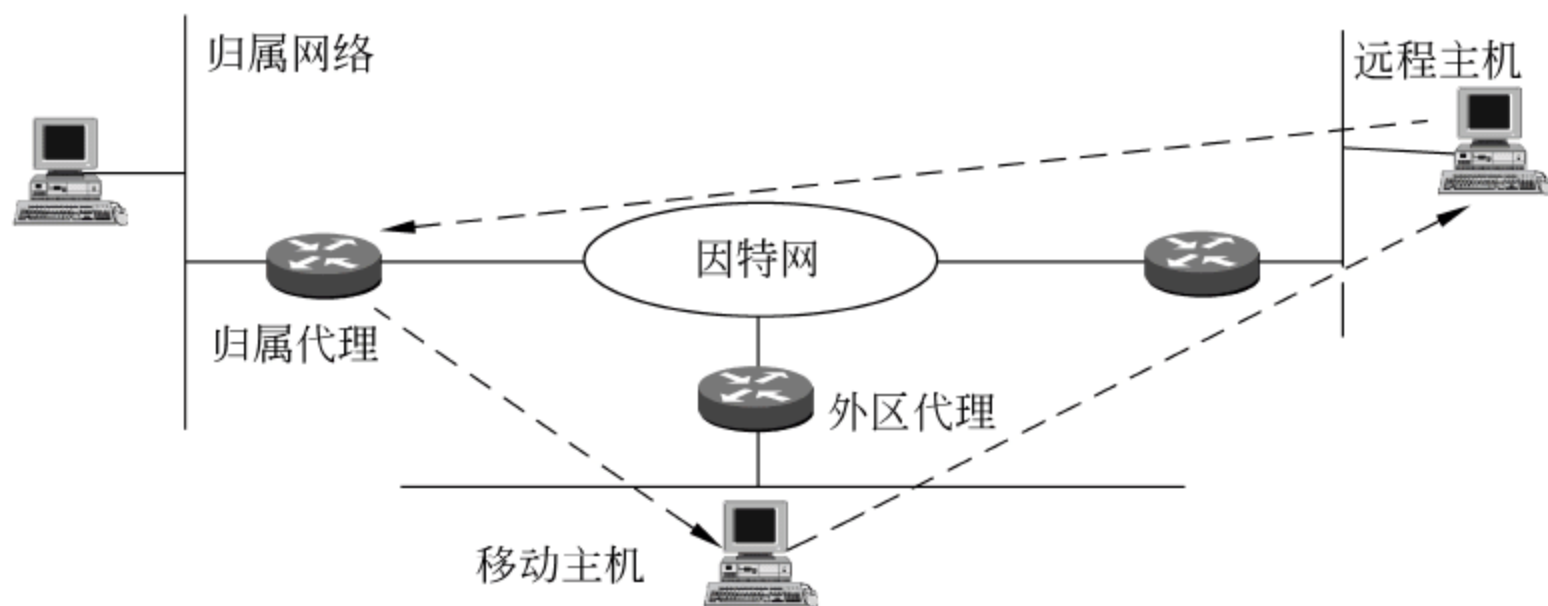 归属网络
远程主机
因特网
归属代理
外区代理
移动主机